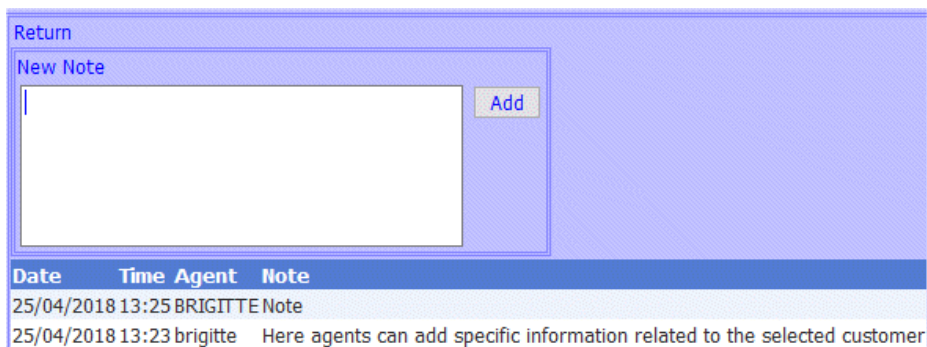 Return
New Note
Add
Date Time Agent Note
25/04/2018 13:25 BRIGITTE Note
25/04/2018 13:23 brigitte Here agents can add specific information related to the selected customer